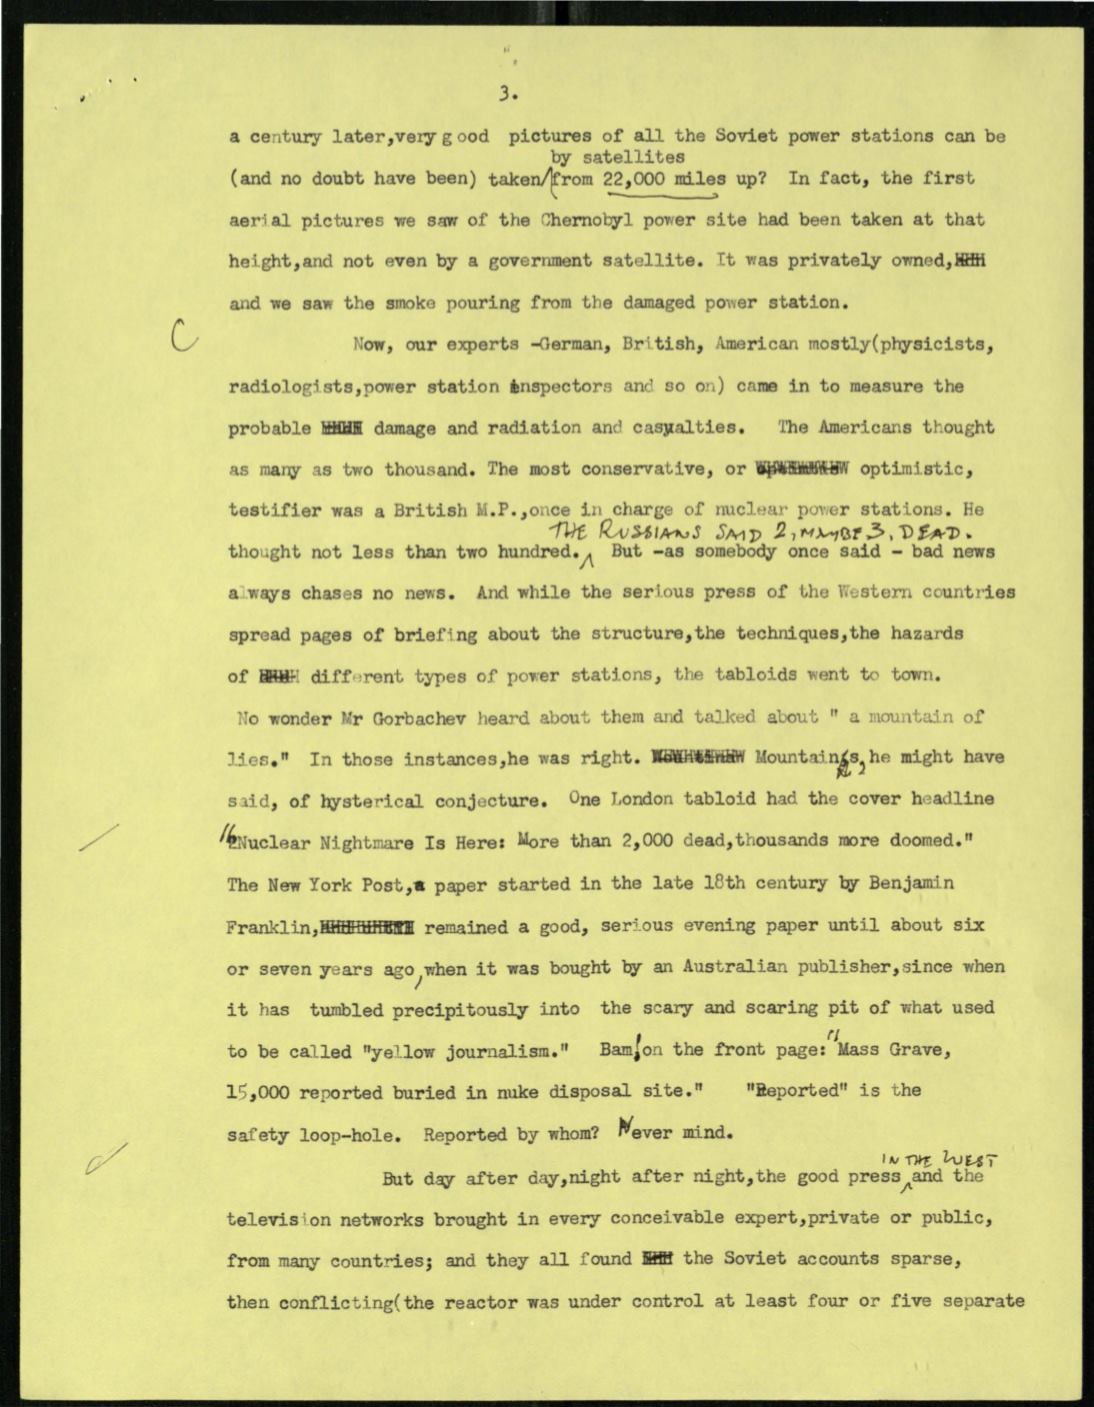 3.
a century later,very good pictures of all the Soviet power stations can be
by satellites
(and no doubt have been) taken/from 22,000 miles up? In fact, the first
aerial pictures we saw of the Chernobyl power site had been taken at that
height,and not even by a government satellite. It was privately owned,
and we saw the smoke pouring from the damaged power station.
C
Now, our experts -German, British, American mostly(physicists,
radiologists,power station inspectors and so on) came in to measure the
probable damage and radiation and casualties. The Americans thought
as many as two thousand. The most conservative, or optimistic,
testifier was a British M.P.,once in charge of nuclear power stations. He
THE RUSSIANS SAID 2, MAYBE 3, DEAD.
thought not less than two hundred. But -as somebody once said - bad news
always chases no news. And while the serious press of the Western countries
spread pages of briefing about the structure,the techniques,the hazards
of different types of power stations, the tabloids went to town.
No wonder Mr Gorbachev heard about them and talked about " a mountain of
lies." In those instances,he was right. Mountains, he might have
said, of hysterical conjecture. One London tabloid had the cover headline
"Nuclear Nightmare Is Here: More than 2,000 dead,thousands more doomed."
The New York Post,a paper started in the late 18th century by Benjamin
Franklin, remained a good, serious evening paper until about six
or seven years ago, when it was bought by an Australian publisher,since when
it has tumbled precipitously into the scary and scaring pit of what used
to be called "yellow journalism." Bam! on the front page: "Mass Grave,
15,000 reported buried in nuke disposal site." "Reported" is the
safety loop-hole. Reported by whom? Never mind.
IN THE WEST
But day after day,night after night,the good press and the
television networks brought in every conceivable expert,private or public,
from many countries; and they all found the Soviet accounts sparse,
then conflicting(the reactor was under control at least four or five separate